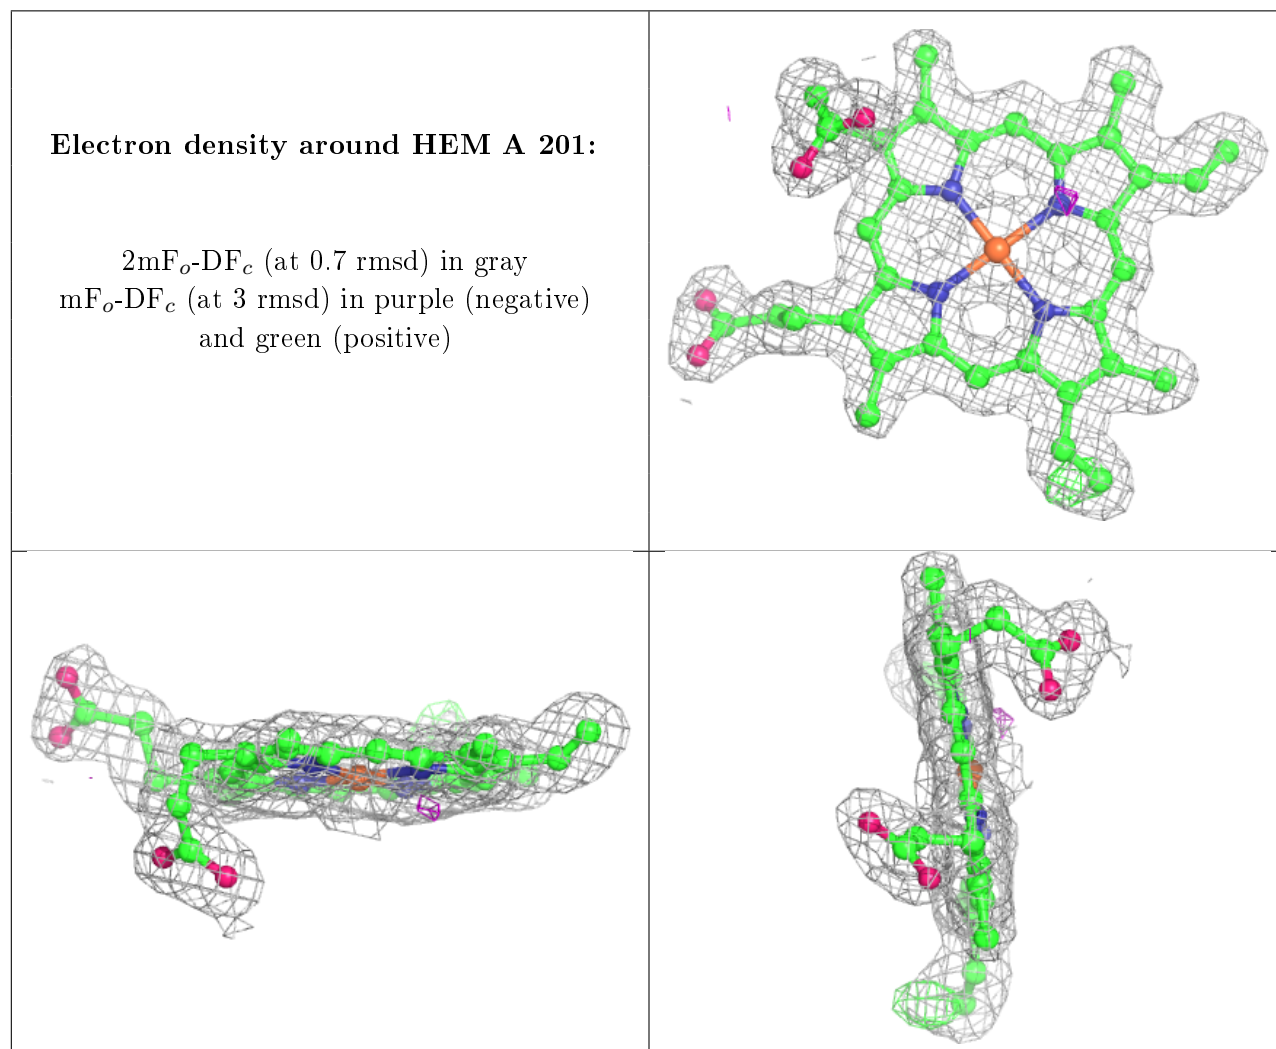 Electron density around HEM A 201:
2mFₒ-DF𝒸 (at 0.7 rmsd) in gray
mFₒ-DF𝒸 (at 3 rmsd) in purple (negative)
and green (positive)